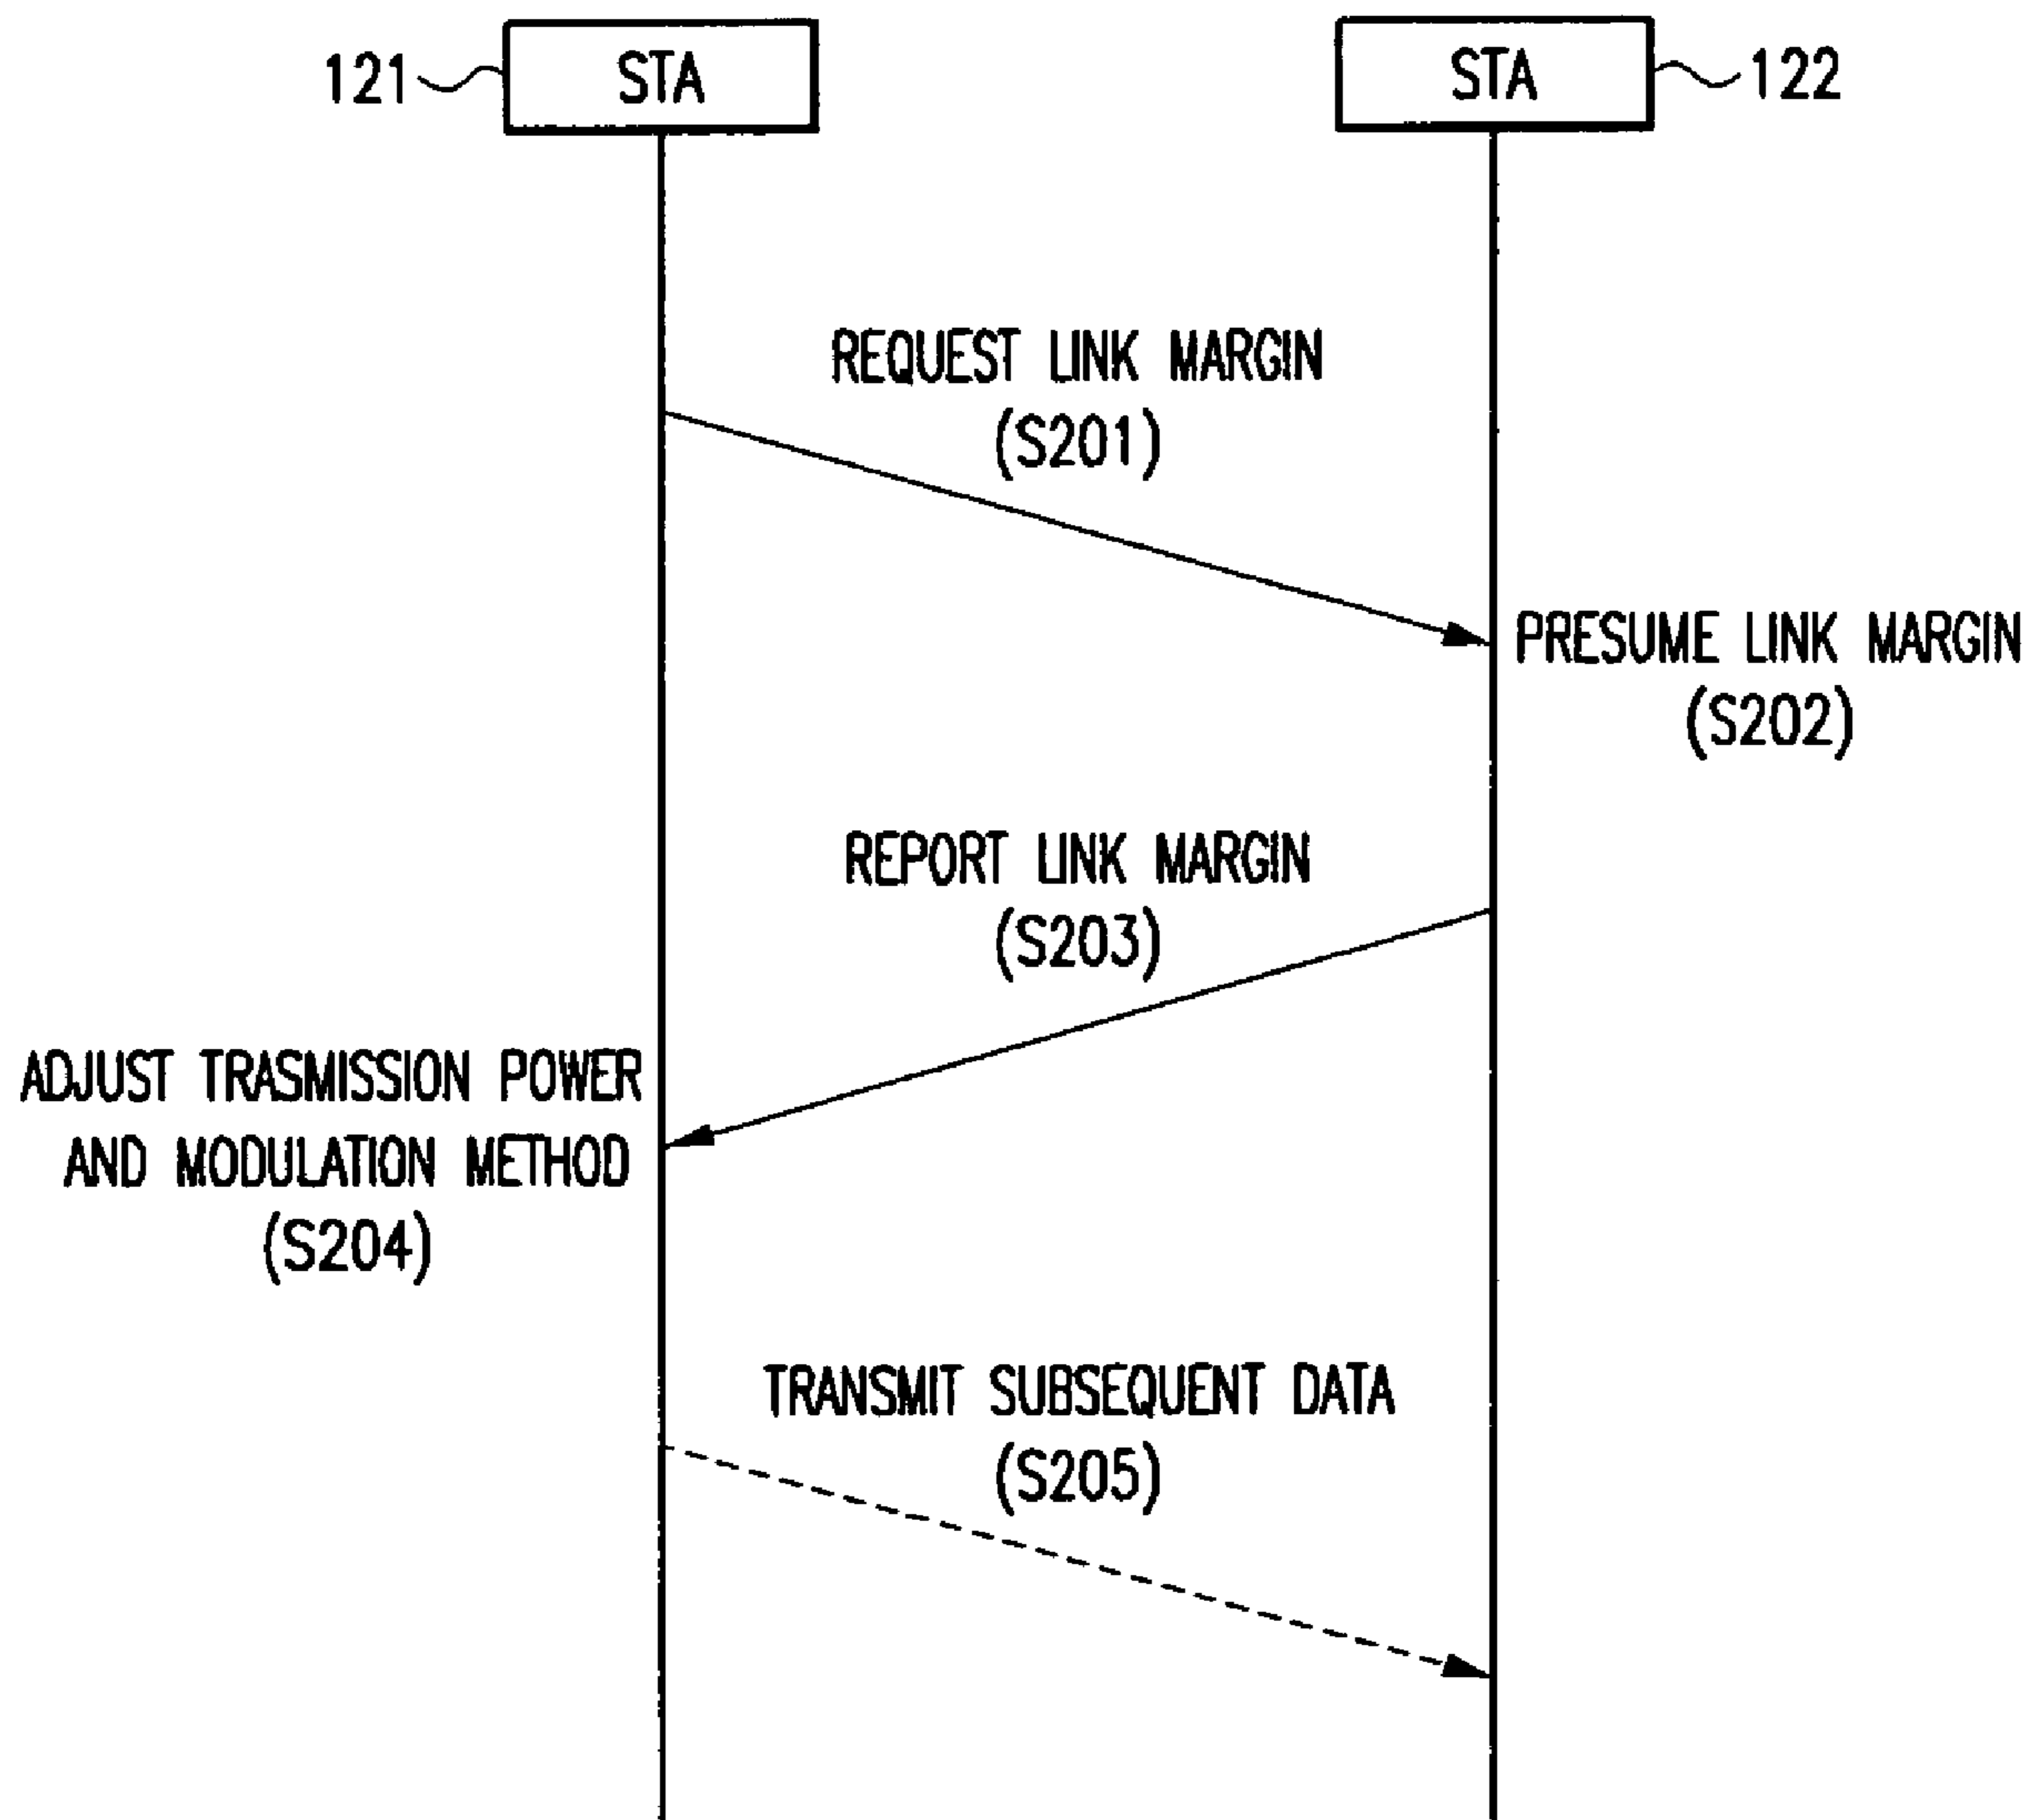 121
STA
STA
122
REQUEST LINK MARGIN
(S201)
PRESUME LINK MARGIN
(S202)
REPORT LINK MARGIN
(S203)
ADJUST TRASMISSION POWER
AND MODULATION METHOD
(S204)
TRANSMIT SUBSEQUENT DATA
(S205)